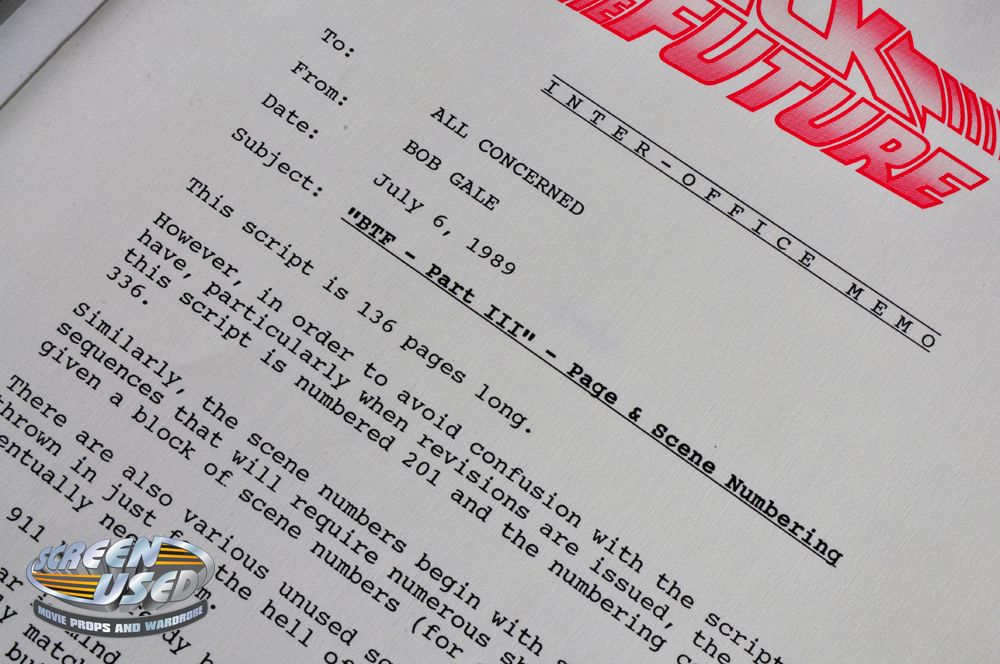 THE FUTURE
INTER-OFFICE MEMO
To: ALL CONCERNED
From: BOB GALE
Date: July 6, 1989
Subject: "BTF - Part III" - Page & Scene Numbering
This script is 136 pages long.
However, in order to avoid confusion with the script
have, particularly when revisions are issued, the
this script is numbered 201 and the numbering
336.
Similarly, the scene numbers begin with
sequences that will require numerous
given a block of scene numbers (for
There are also various unused
thrown in just the hell of
911
SCREEN
USED
MOVIE PROPS AND WARDROBE